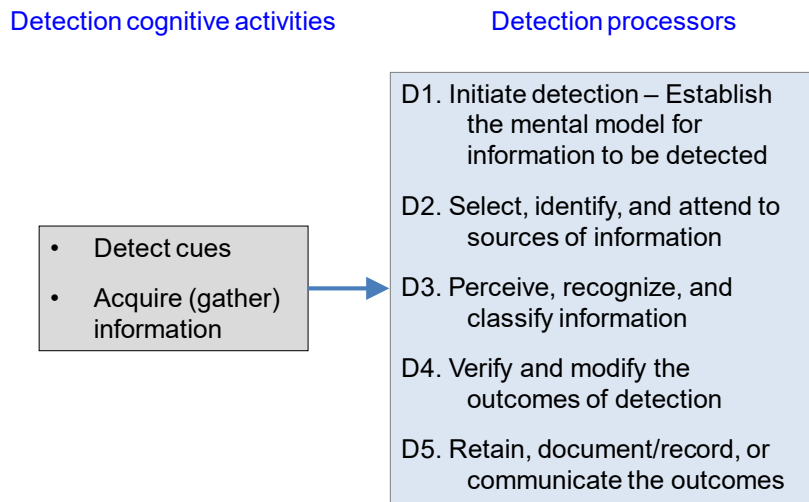 Detection cognitive activities
Detection processors
• Detect cues
• Acquire (gather)
information
D1. Initiate detection – Establish
the mental model for
information to be detected
D2. Select, identify, and attend to
sources of information
D3. Perceive, recognize, and
classify information
D4. Verify and modify the
outcomes of detection
D5. Retain, document/record, or
communicate the outcomes